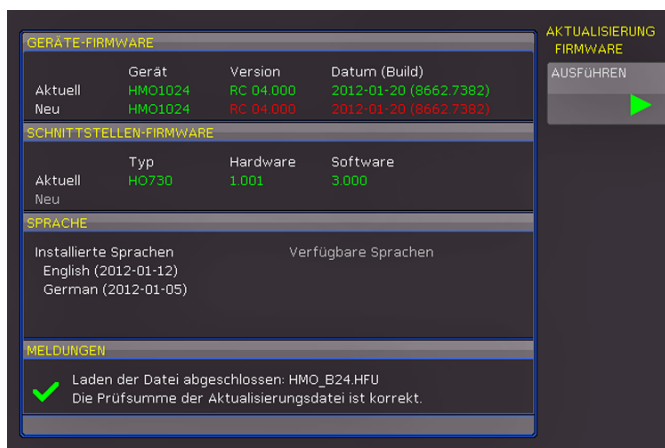 AKTUALISIERUNG
FIRMWARE
AUSFÜHREN
GERÄTE-FIRMWARE
Gerät Version Datum (Build)
Aktuell HMO1024 RC 04.000 2012-01-20 (8662.7382)
Neu HMO1024 RC 04.000 2012-01-20 (8662.7382)
SCHNITTSTELLEN-FIRMWARE
Typ Hardware Software
Aktuell HO730 1.001 3.000
Neu
SPRACHE
Installierte Sprachen Verfügbare Sprachen
English (2012-01-12)
German (2012-01-05)
MELDUNGEN
Laden der Datei abgeschlossen: HMO_B24.HFU
Die Prüfsumme der Aktualisierungsdatei ist korrekt.